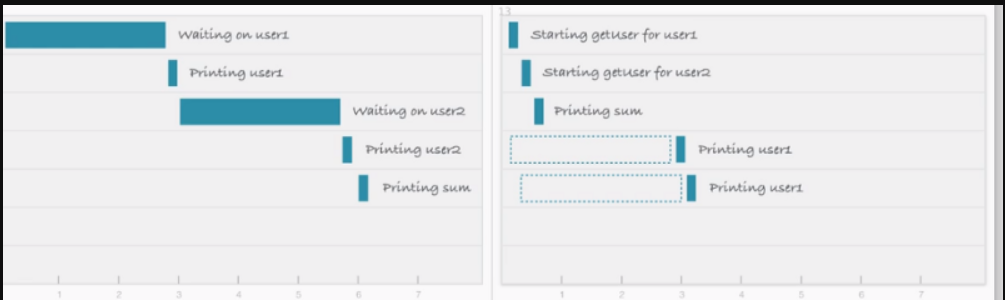 Waiting on user1
Printing user1
Waiting on user2
Printing user2
Printing sum
1 2 3 4 5 6 7
13
Starting getUser for user1
Starting getUser for user2
Printing sum
Printing user1
Printing user1
1 2 3 4 5 6 7